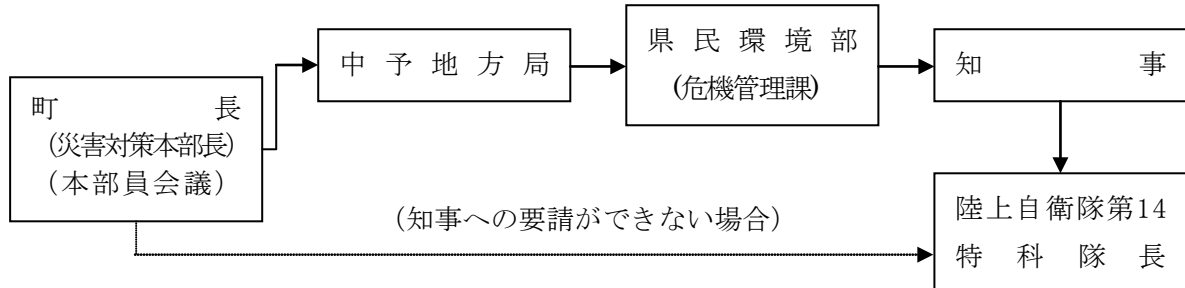 県民環境部
(危機管理課)
中予地方局
知事
町長
(災害対策本部長)
(本部員会議)
(知事への要請ができない場合)
陸上自衛隊第14
特科隊長